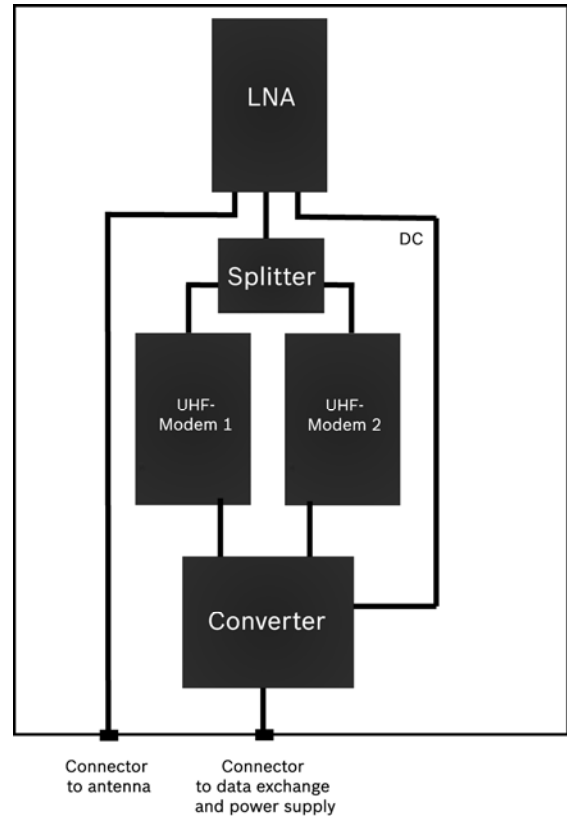 LNA
DC
Splitter
UHF-
Modem 1
UHF-
Modem 2
Converter
Connector
to antenna
Connector
to data exchange
and power supply